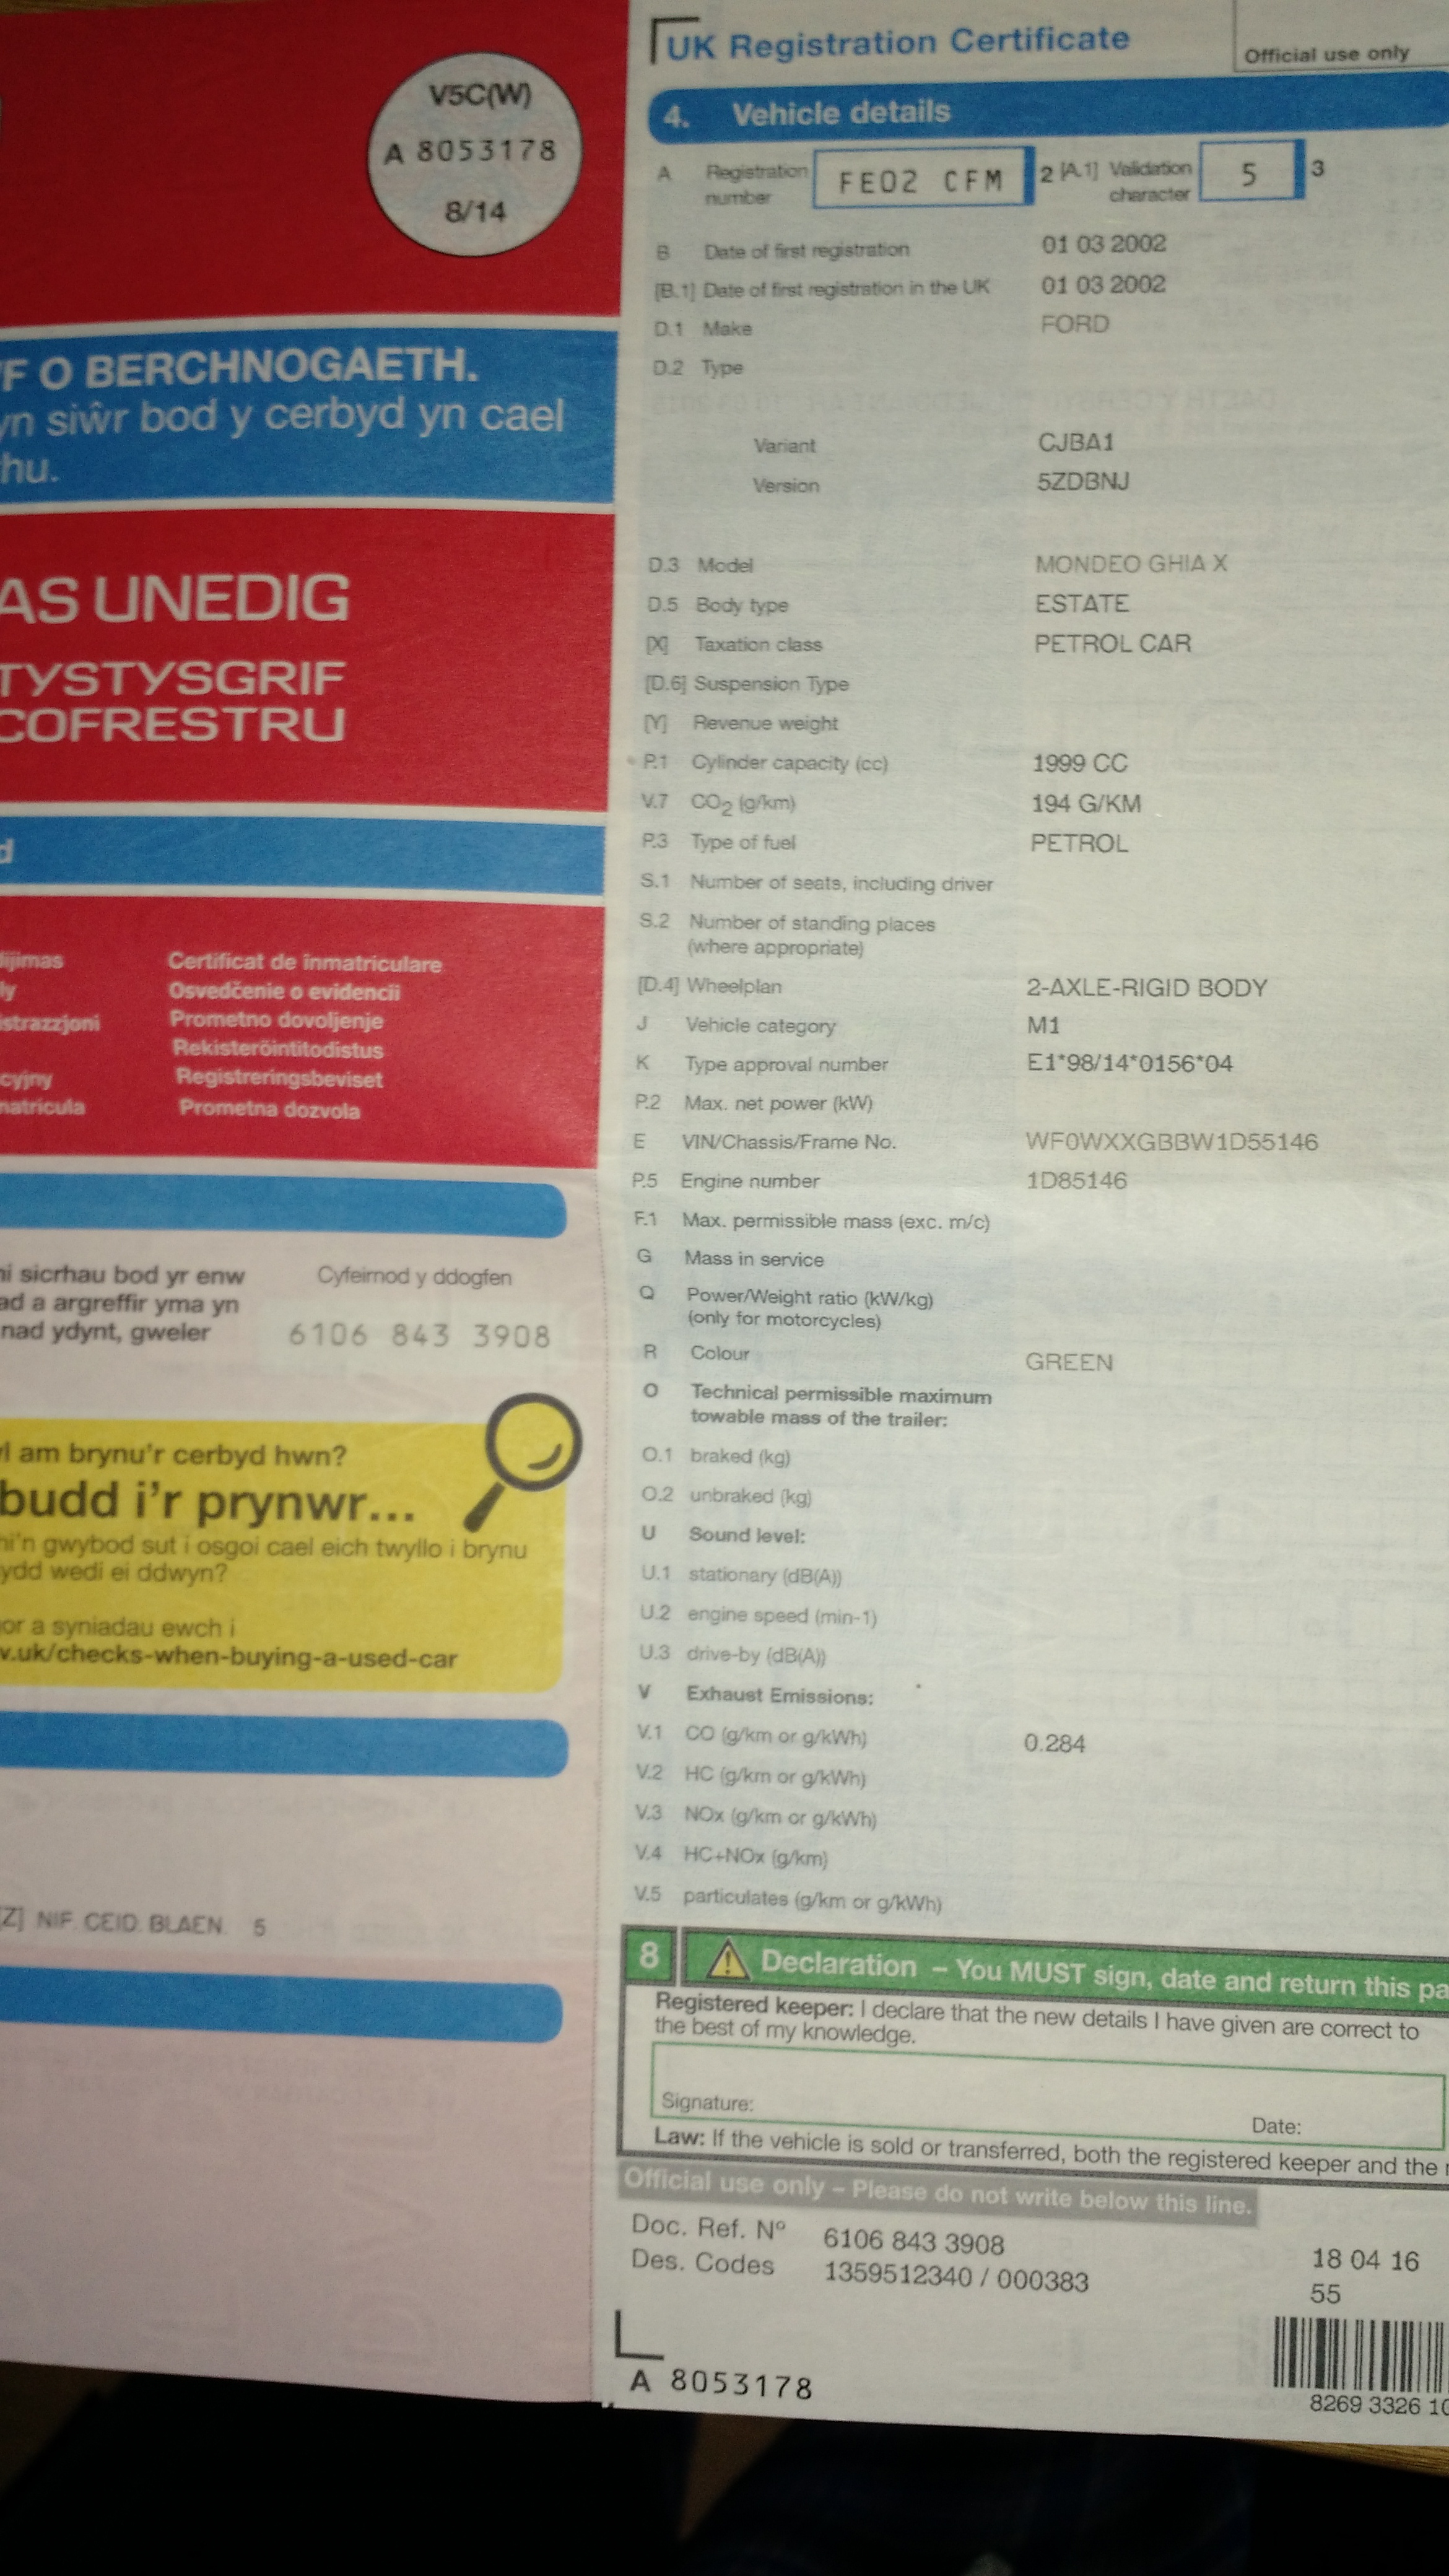 V5C(W)
A 8053178
8/14
F O BERCHNOGAETH.
yn siŵr bod y cerbyd yn cael
hu.
AS UNEDIG
TYSTYSGRIF
COFRESTRU
d
lijimas
ly
istrazzjoni
cyjny
natricula
Certificat de înmatriculare
Osvedčenie o evidencii
Prometno dovoljenje
Rekisteröintitodistus
Registreringsbeviset
Prometna dozvola
ni sicrhau bod yr enw
ad a argreffir yma yn
nad ydynt, gweler
Cyfeirnod y ddogfen
6106 843 3908
l am brynu'r cerbyd hwn?
budd i'r prynwr...
hi'n gwybod sut i osgoi cael eich twyllo i brynu
ydd wedi ei ddwyn?
or a syniadau ewch i
v.uk/checks-when-buying-a-used-car
[Z] NIF. CEID. BLAEN. 5
UK Registration Certificate
Official use only
4. Vehicle details
A Registration number FE02 CFM 2 [A.1] Validation character 5 3
B Date of first registration 01 03 2002
[B.1] Date of first registration in the UK 01 03 2002
D.1 Make FORD
D.2 Type
Variant CJBA1
Version 5ZDBNJ
D.3 Model MONDEO GHIA X
D.5 Body type ESTATE
[X] Taxation class PETROL CAR
[D.6] Suspension Type
[Y] Revenue weight
P.1 Cylinder capacity (cc) 1999 CC
V.7 CO2 (g/km) 194 G/KM
P.3 Type of fuel PETROL
S.1 Number of seats, including driver
S.2 Number of standing places
(where appropriate)
[D.4] Wheelplan 2-AXLE-RIGID BODY
J Vehicle category M1
K Type approval number E1*98/14*0156*04
P.2 Max. net power (kW)
E VIN/Chassis/Frame No. WF0WXXGBBW1D55146
P.5 Engine number 1D85146
F.1 Max. permissible mass (exc. m/c)
G Mass in service
Q Power/Weight ratio (kW/kg)
(only for motorcycles)
R Colour GREEN
O Technical permissible maximum
towable mass of the trailer:
O.1 braked (kg)
O.2 unbraked (kg)
U Sound level:
U.1 stationary (dB(A))
U.2 engine speed (min-1)
U.3 drive-by (dB(A))
V Exhaust Emissions:
V.1 CO (g/km or g/kWh) 0.284
V.2 HC (g/km or g/kWh)
V.3 NOx (g/km or g/kWh)
V.4 HC+NOx (g/km)
V.5 particulates (g/km or g/kWh)
8 Declaration – You MUST sign, date and return this pa
Registered keeper: I declare that the new details I have given are correct to
the best of my knowledge.
Signature:
Date:
Law: If the vehicle is sold or transferred, both the registered keeper and the
Official use only – Please do not write below this line.
Doc. Ref. Nº 6106 843 3908 18 04 16
Des. Codes 1359512340 / 000383 55
A 8053178
8269 3326 10